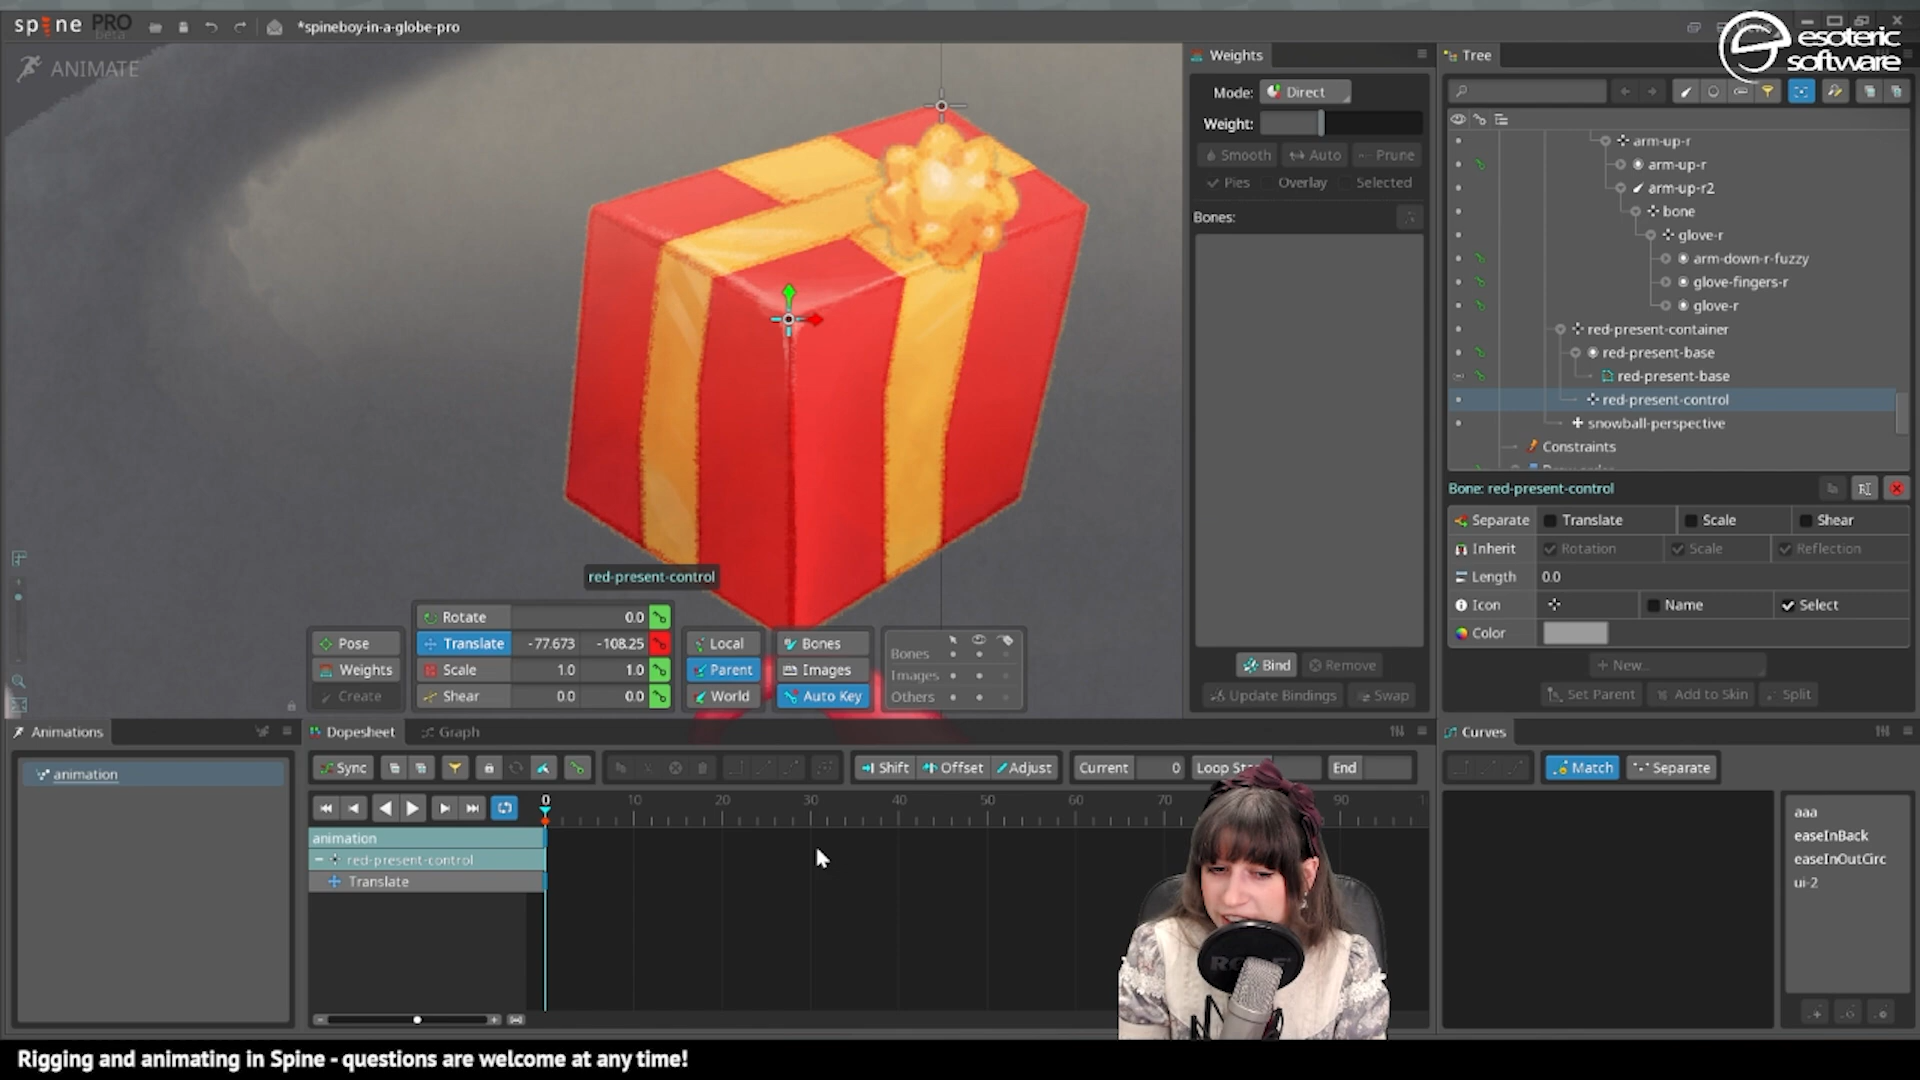 spine PRO
beta
*spineboy-in-a-globe-pro
esoteric
software
ANIMATE
Weights
Mode: Direct
Weight:
Smooth
Auto
Prune
Pies
Overlay
Selected
Bones:
Bind
Remove
Update Bindings
Swap
Tree
arm-up-r
arm-up-r
arm-up-r2
bone
glove-r
arm-down-r-fuzzy
glove-fingers-r
glove-r
red-present-container
red-present-base
red-present-base
red-present-control
snowball-perspective
Constraints
Bone: red-present-control
Separate Translate Scale Shear
Inherit Rotation Scale Reflection
Length 0.0
Icon Name Select
Color
+ New...
Set Parent
Add to Skin
Split
red-present-control
Pose
Weights
Create
Rotate 0.0
Translate -77.673 -108.25
Scale 1.0 1.0
Shear 0.0 0.0
Local
Parent
World
Bones
Images
Auto Key
Bones
Images
Others
Animations
animation
Dopesheet
Graph
Sync
Shift
Offset
Adjust
Current 0
End
0 10 20 30 40 50 60 70 90
animation
red-present-control
Translate
Curves
Match
Separate
aaa
easeInBack
easeInOutCirc
ui-2
Rigging and animating in Spine - questions are welcome at any time!